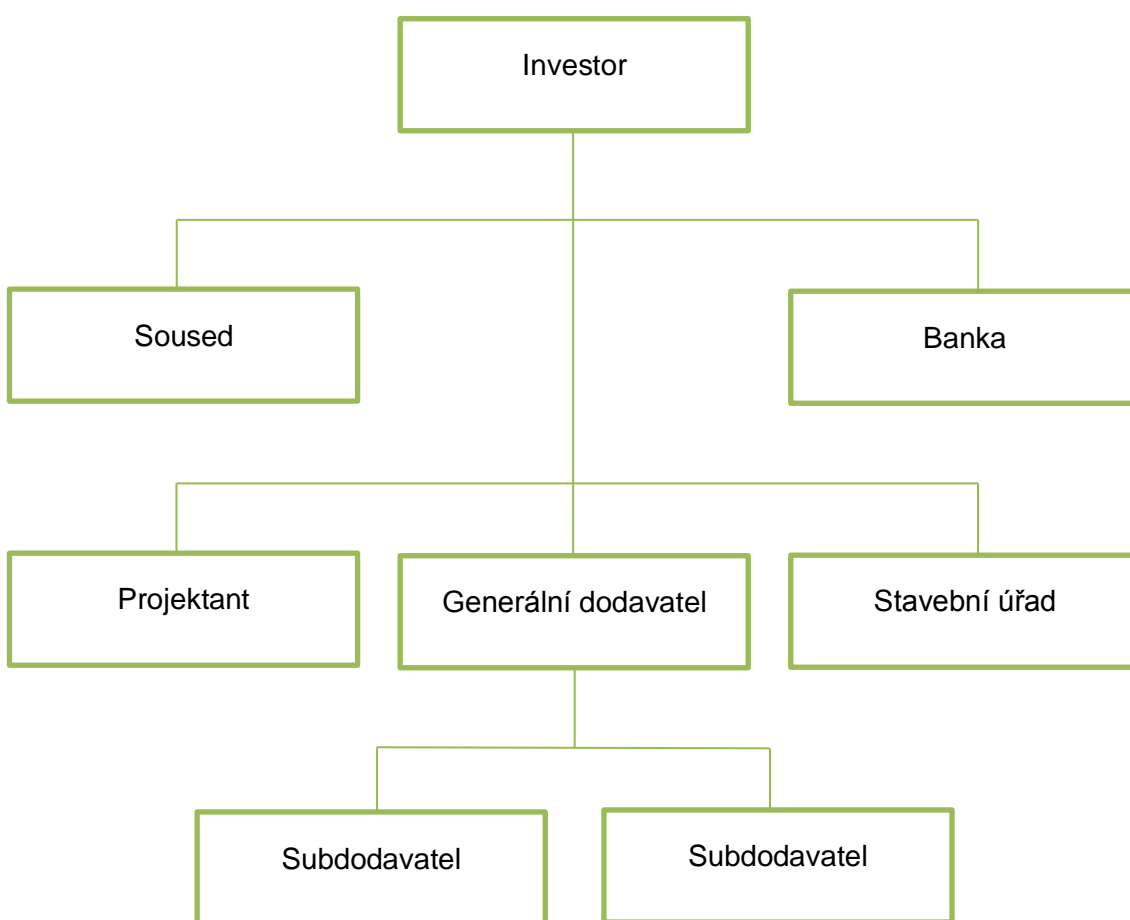 Investor
Soused
Banka
Projektant
Generální dodavatel
Stavební úřad
Subdodavatel
Subdodavatel